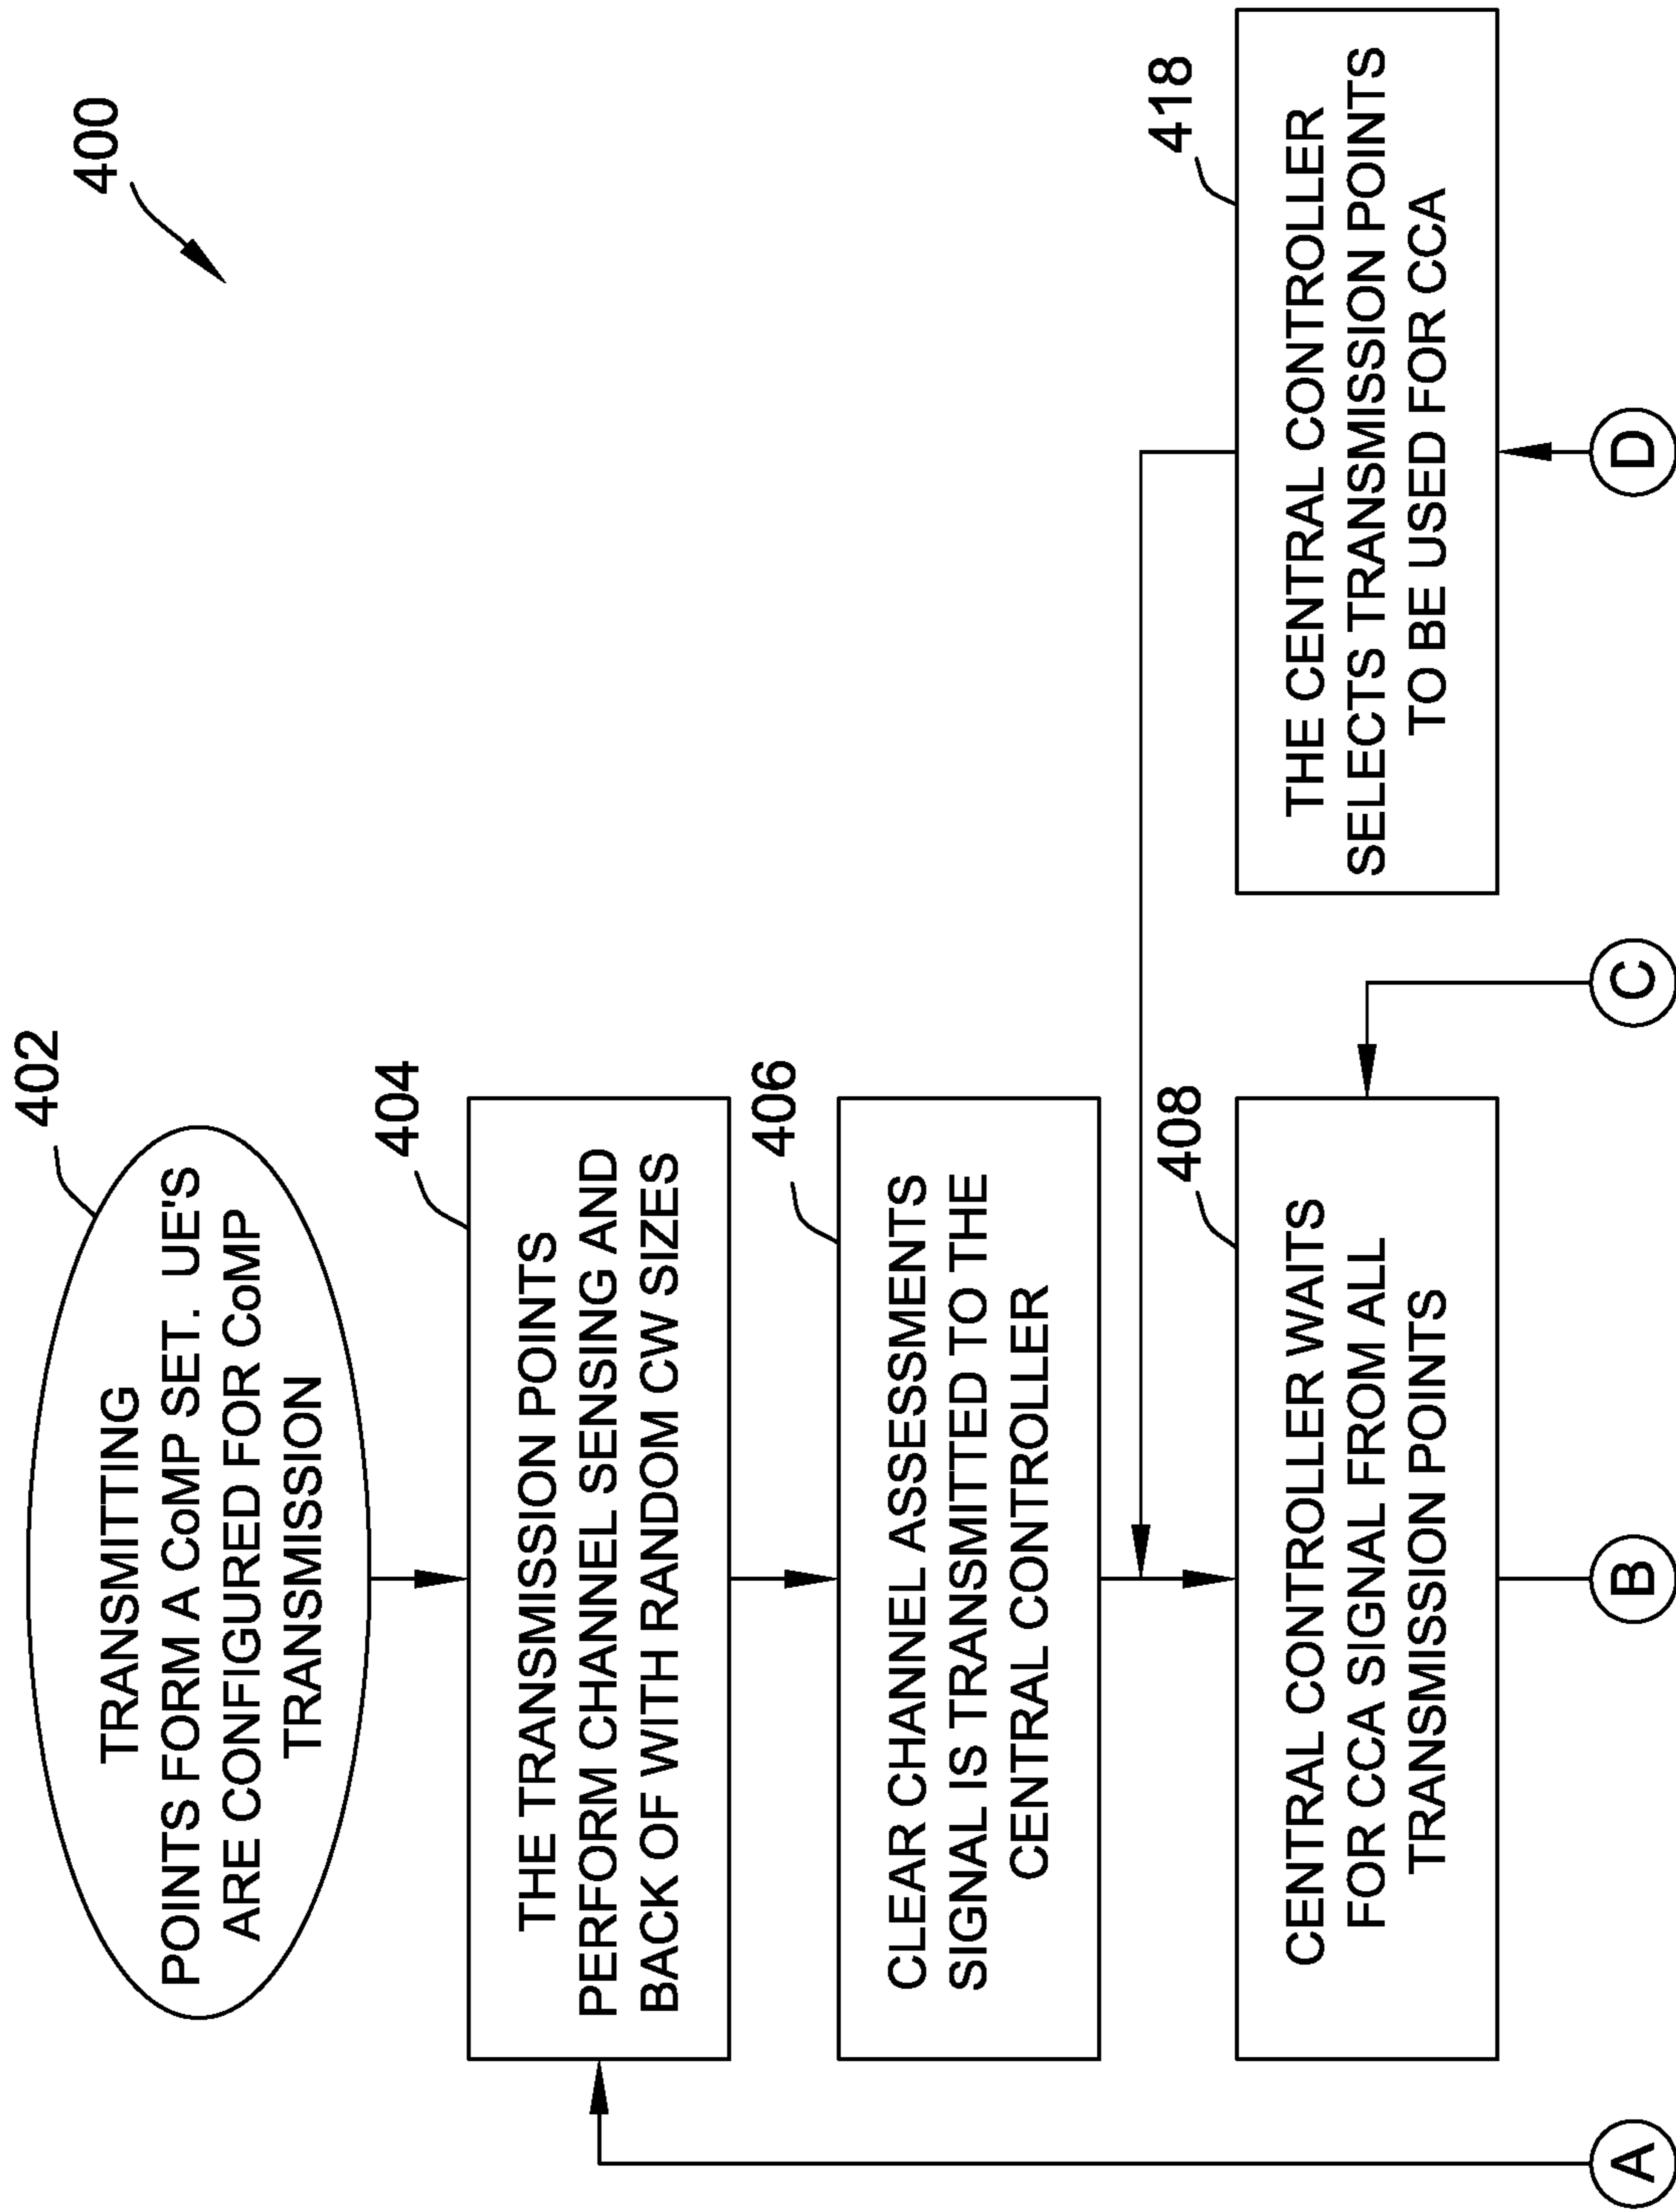 400
402
TRANSMITTING
POINTS FORM A CoMP SET. UE'S
ARE CONFIGURED FOR CoMP
TRANSMISSION
404
THE TRANSMISSION POINTS
PERFORM CHANNEL SENSING AND
BACK OF WITH RANDOM CW SIZES
406
CLEAR CHANNEL ASSESSMENTS
SIGNAL IS TRANSMITTED TO THE
CENTRAL CONTROLLER
408
CENTRAL CONTROLLER WAITS
FOR CCA SIGNAL FROM ALL
TRANSMISSION POINTS
418
THE CENTRAL CONTROLLER
SELECTS TRANSMISSION POINTS
TO BE USED FOR CCA
A
B
C
D